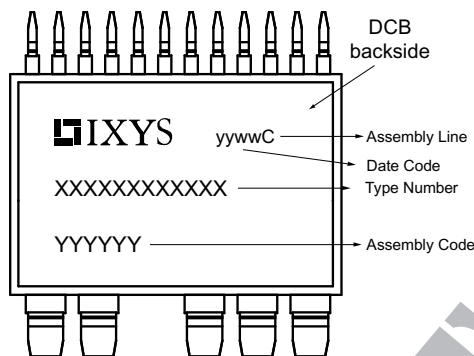 DCB
backside
IXYS yywwC Assembly Line
Date Code
XXXXXXXXXXXX Type Number
YYYYYY Assembly Code